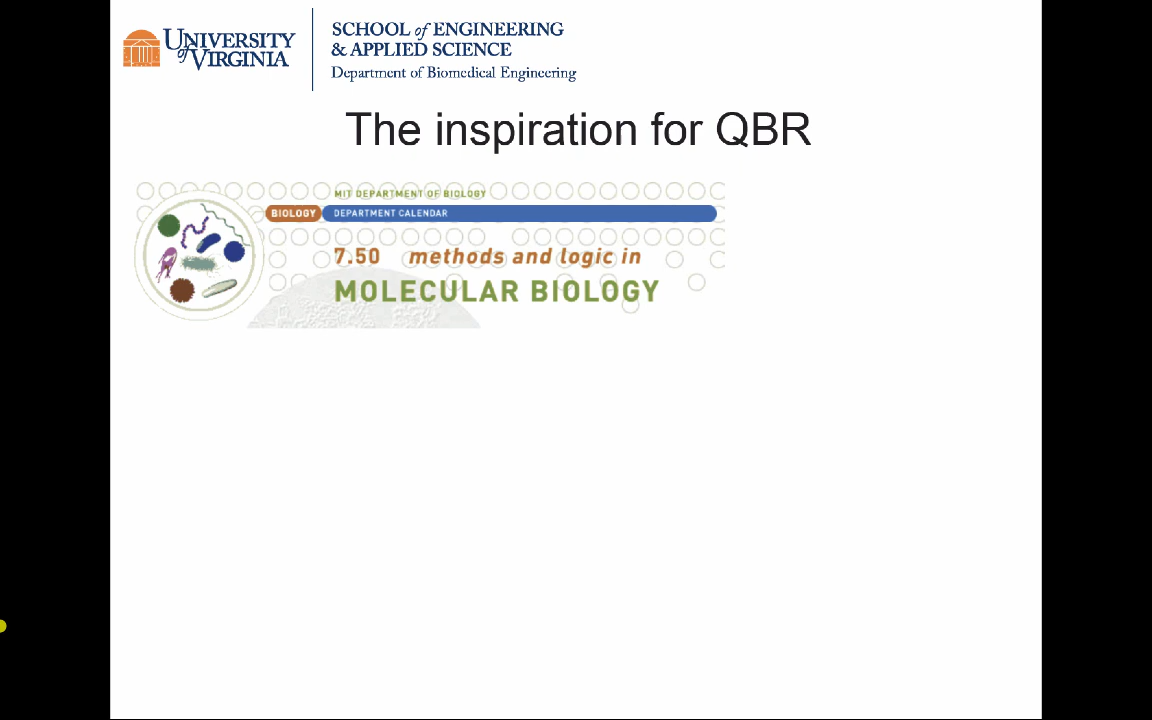 UNIVERSITY
of VIRGINIA
SCHOOL of ENGINEERING
& APPLIED SCIENCE
Department of Biomedical Engineering
The inspiration for QBR
MIT DEPARTMENT OF BIOLOGY
BIOLOGY DEPARTMENT CALENDAR
7.50 methods and logic in
MOLECULAR BIOLOGY